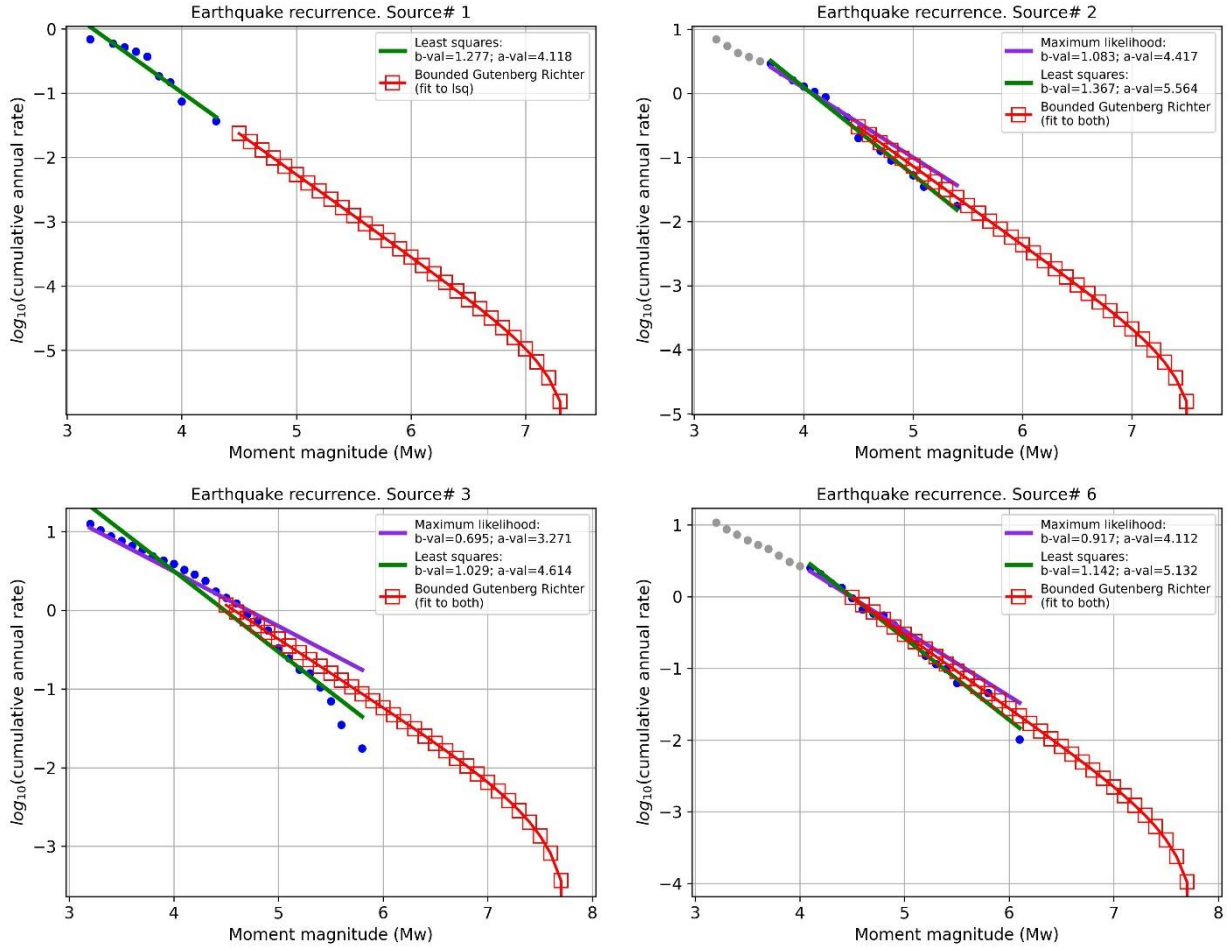 Earthquake recurrence. Source# 1
0
−1
−2
−3
−4
−5
log10(cumulative annual rate)
Least squares:
b-val=1.277; a-val=4.118
Bounded Gutenberg Richter
(fit to lsq)
3 4 5 6 7
Moment magnitude (Mw)
Earthquake recurrence. Source# 2
1
0
−1
−2
−3
−4
−5
log10(cumulative annual rate)
Maximum likelihood:
b-val=1.083; a-val=4.417
Least squares:
b-val=1.367; a-val=5.564
Bounded Gutenberg Richter
(fit to both)
3 4 5 6 7
Moment magnitude (Mw)
Earthquake recurrence. Source# 3
1
0
−1
−2
−3
log10(cumulative annual rate)
Maximum likelihood:
b-val=0.695; a-val=3.271
Least squares:
b-val=1.029; a-val=4.614
Bounded Gutenberg Richter
(fit to both)
3 4 5 6 7 8
Moment magnitude (Mw)
Earthquake recurrence. Source# 6
1
0
−1
−2
−3
−4
log10(cumulative annual rate)
Maximum likelihood:
b-val=0.917; a-val=4.112
Least squares:
b-val=1.142; a-val=5.132
Bounded Gutenberg Richter
(fit to both)
3 4 5 6 7 8
Moment magnitude (Mw)